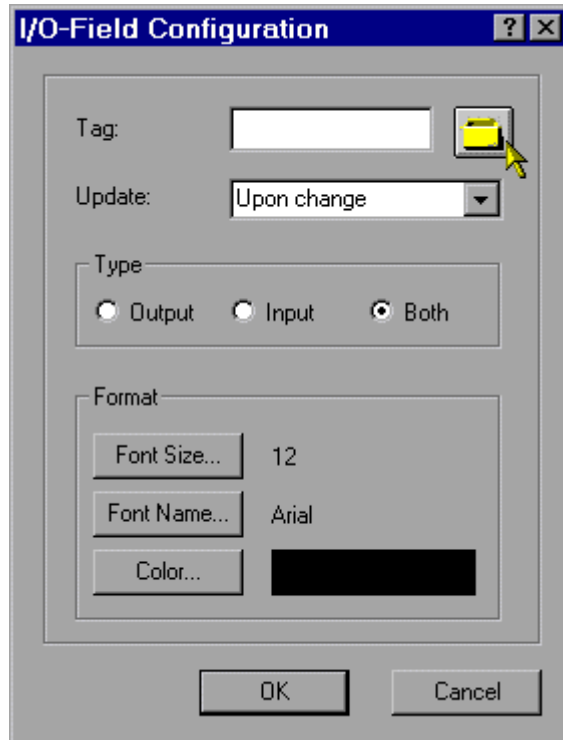 I/O-Field Configuration
Tag:
Update: Upon change
Type
Output Input Both
Format
Font Size... 12
Font Name... Arial
Color...
OK Cancel